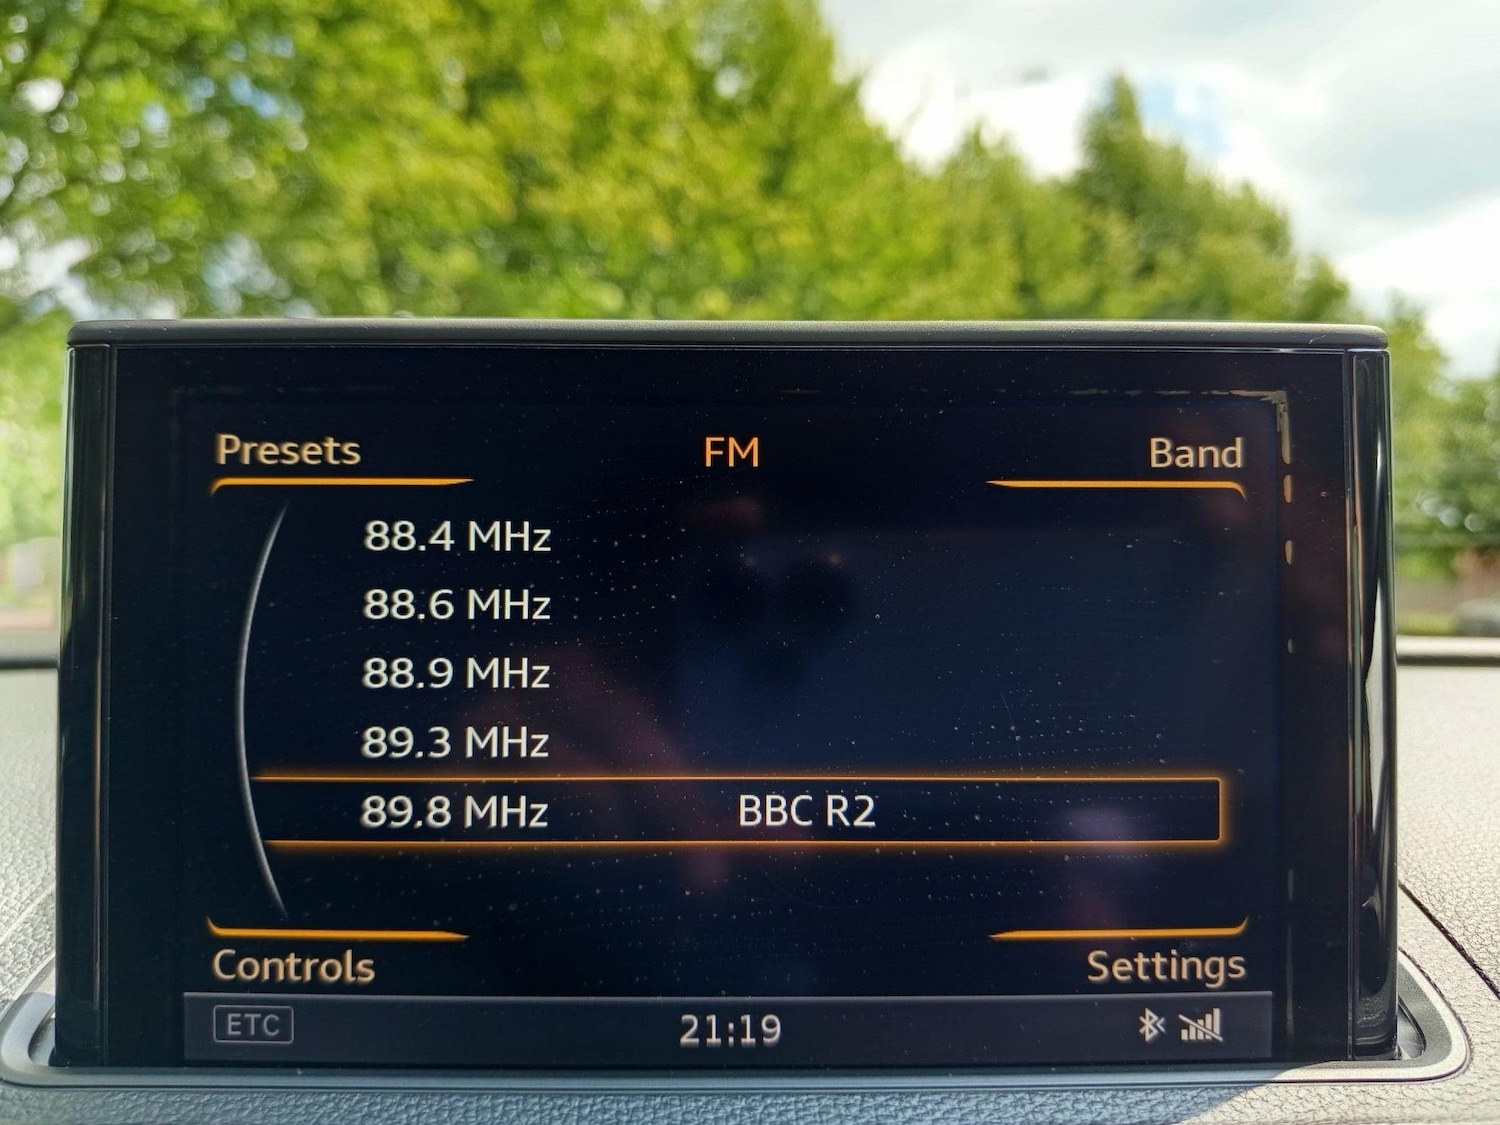 Presets FM Band
88.4 MHz
88.6 MHz
88.9 MHz
89.3 MHz
89.8 MHz BBC R2
Controls Settings
ETC 21:19